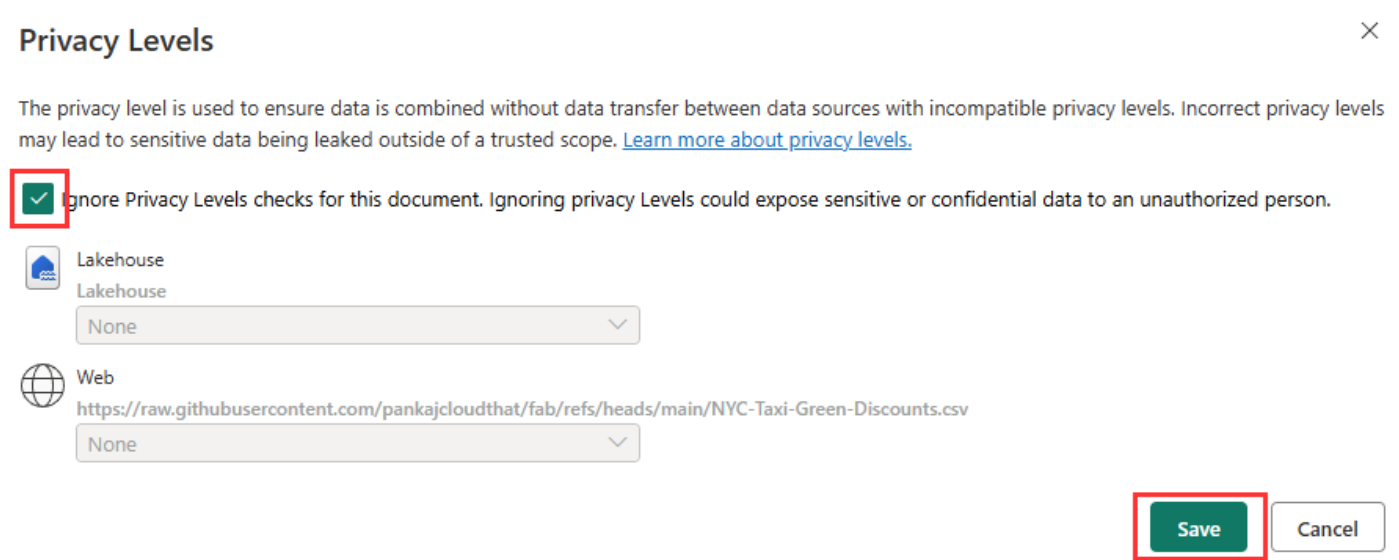 Privacy Levels
The privacy level is used to ensure data is combined without data transfer between data sources with incompatible privacy levels. Incorrect privacy levels
may lead to sensitive data being leaked outside of a trusted scope. Learn more about privacy levels.
Ignore Privacy Levels checks for this document. Ignoring privacy Levels could expose sensitive or confidential data to an unauthorized person.
Lakehouse
Lakehouse
None
Web
https://raw.githubusercontent.com/pankajcloudthat/fab/refs/heads/main/NYC-Taxi-Green-Discounts.csv
None
Save Cancel